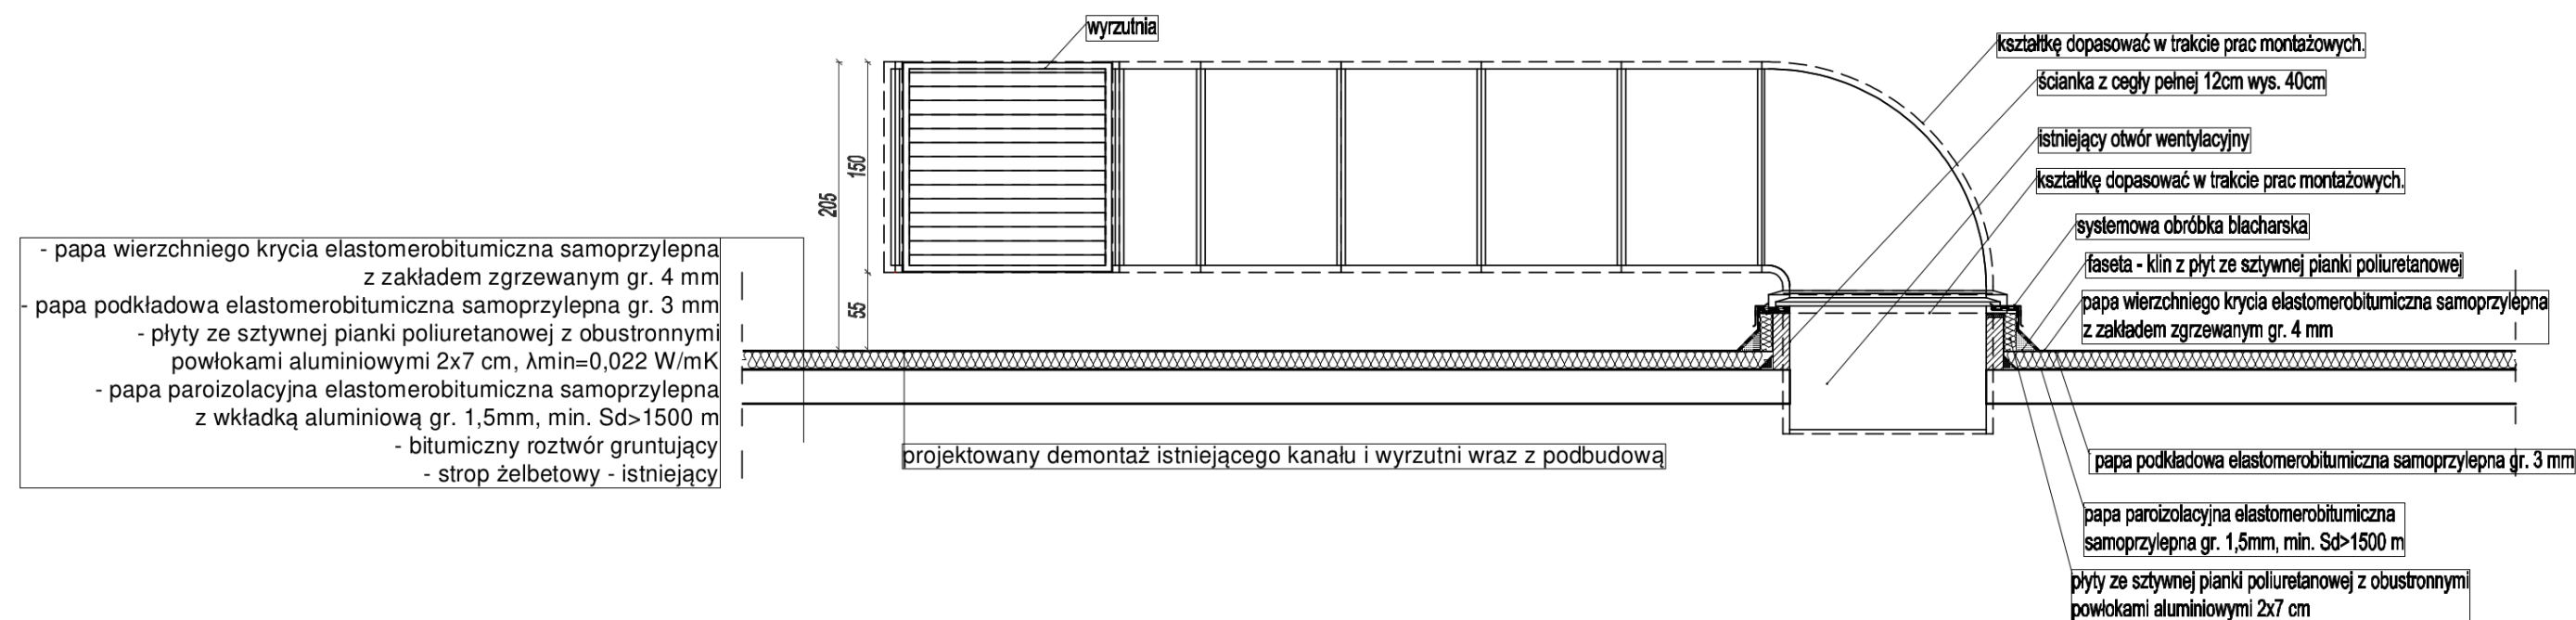 wyrzutnia
kształtkę dopasować w trakcie prac montażowych.
ścianka z cegły pełnej 12cm wys. 40cm
istniejący otwór wentylacyjny
kształtkę dopasować w trakcie prac montażowych.
systemowa obróbka blacharska
faseta - klin z płyt ze sztywnej pianki poliuretanowej
papa wierzchniego krycia elastomerobitumiczna samoprzylepna
z zakładem zgrzewanym gr. 4 mm
150
205
55
- papa wierzchniego krycia elastomerobitumiczna samoprzylepna
z zakładem zgrzewanym gr. 4 mm
- papa podkładowa elastomerobitumiczna samoprzylepna gr. 3 mm
- płyty ze sztywnej pianki poliuretanowej z obustronnymi
powłokami aluminiowymi 2x7 cm, λmin=0,022 W/mK
- papa paroizolacyjna elastomerobitumiczna samoprzylepna
z wkładką aluminiową gr. 1,5mm, min. Sd>1500 m
- bitumiczny roztwór gruntujący
- strop żelbetowy - istniejący
projektowany demontaż istniejącego kanału i wyrzutni wraz z podbudową
papa podkładowa elastomerobitumiczna samoprzylepna gr. 3 mm
papa paroizolacyjna elastomerobitumiczna
samoprzylepna gr. 1,5mm, min. Sd>1500 m
płyty ze sztywnej pianki poliuretanowej z obustronnymi
powłokami aluminiowymi 2x7 cm